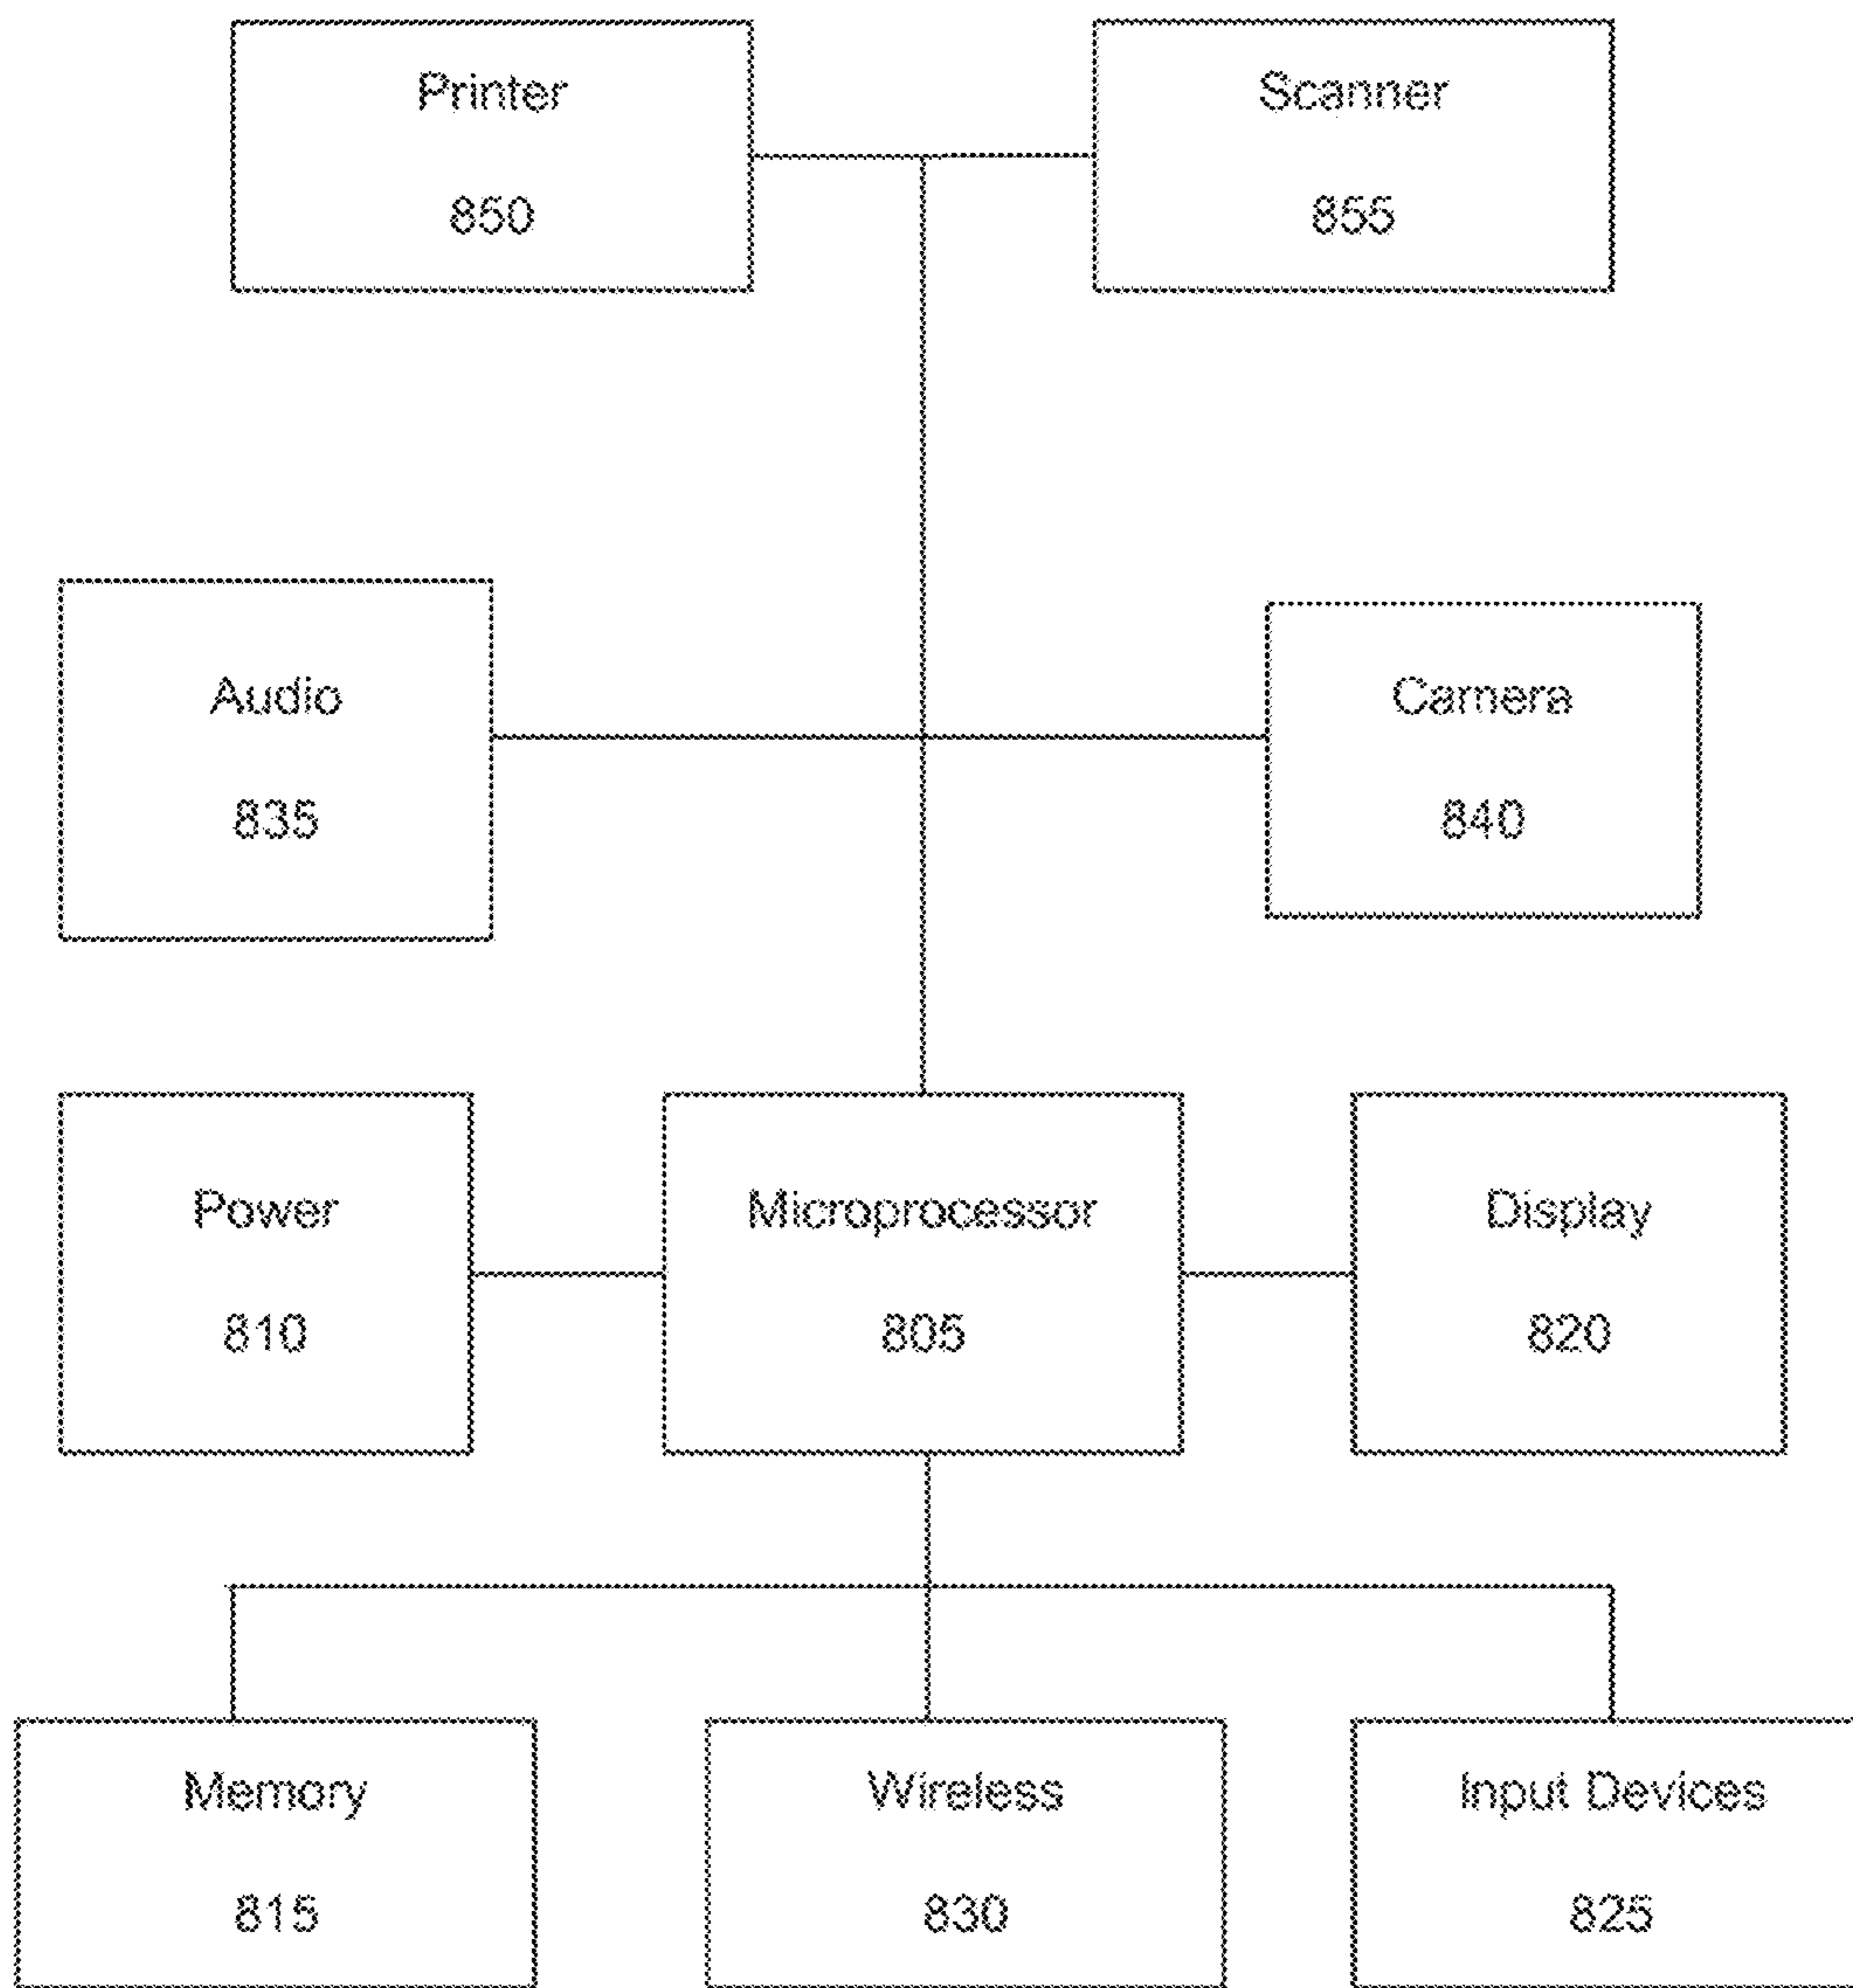 Printer
850
Scanner
855
Audio
835
Camera
840
Power
810
Microprocessor
805
Display
820
Memory
815
Wireless
830
Input Devices
825